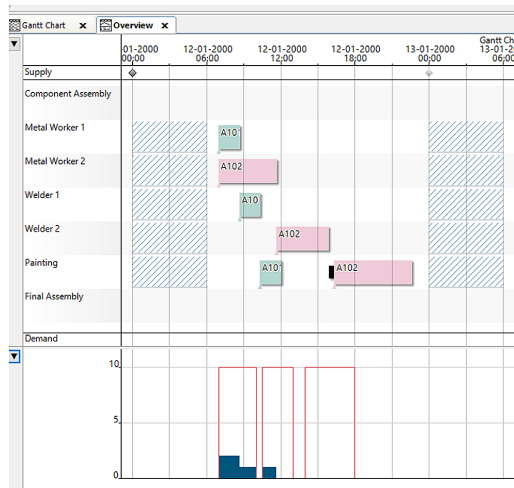 Gantt Chart Overview
Gantt Ch
-01-2000 12-01-2000 12-01-2000 12-01-2000 13-01-2000 13-01-20
00:00 06:00 12:00 18:00 00:00 06:00
Supply
Component Assembly
Metal Worker 1 A101
Metal Worker 2 A102
Welder 1 A10
Welder 2 A102
Painting A101 A102
Final Assembly
Demand
10
5
0